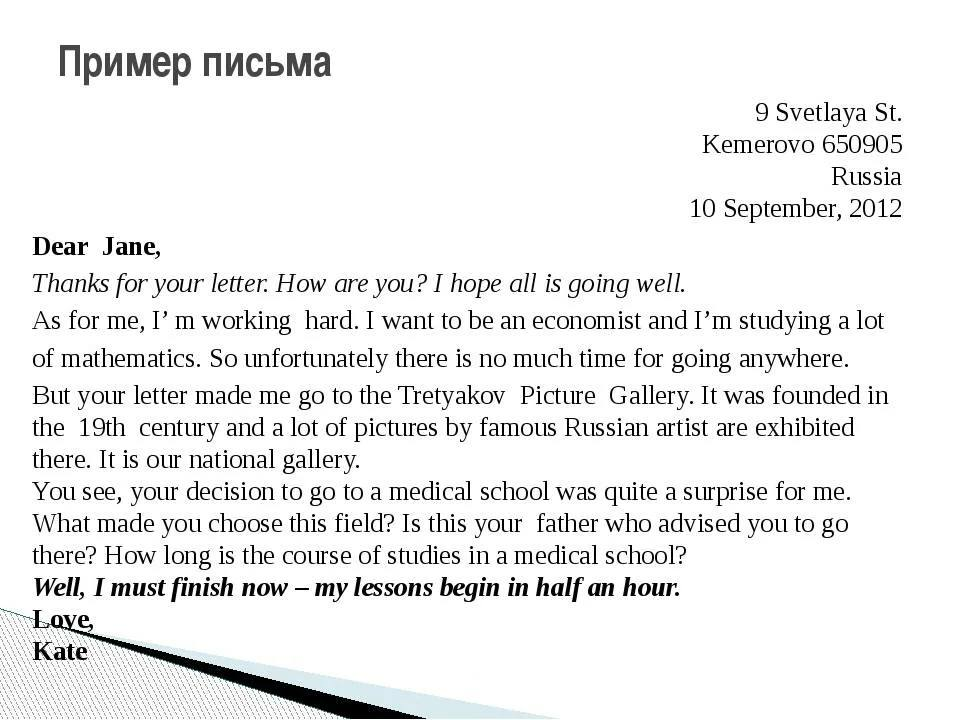 Пример письма
9 Svetlaya St.
Kemerovo 650905
Russia
10 September, 2012
Dear  Jane,
Thanks for your letter. How are you? I hope all is going well.
As for me, I’ m working  hard. I want to be an economist and I’m studying a lot
of mathematics. So unfortunately there is no much time for going anywhere.
But your letter made me go to the Tretyakov  Picture  Gallery. It was founded in
the  19th  century and a lot of pictures by famous Russian artist are exhibited
there. It is our national gallery.
You see, your decision to go to a medical school was quite a surprise for me.
What made you choose this field? Is this your  father who advised you to go
there? How long is the course of studies in a medical school?
Well, I must finish now – my lessons begin in half an hour.
Love,
Kate